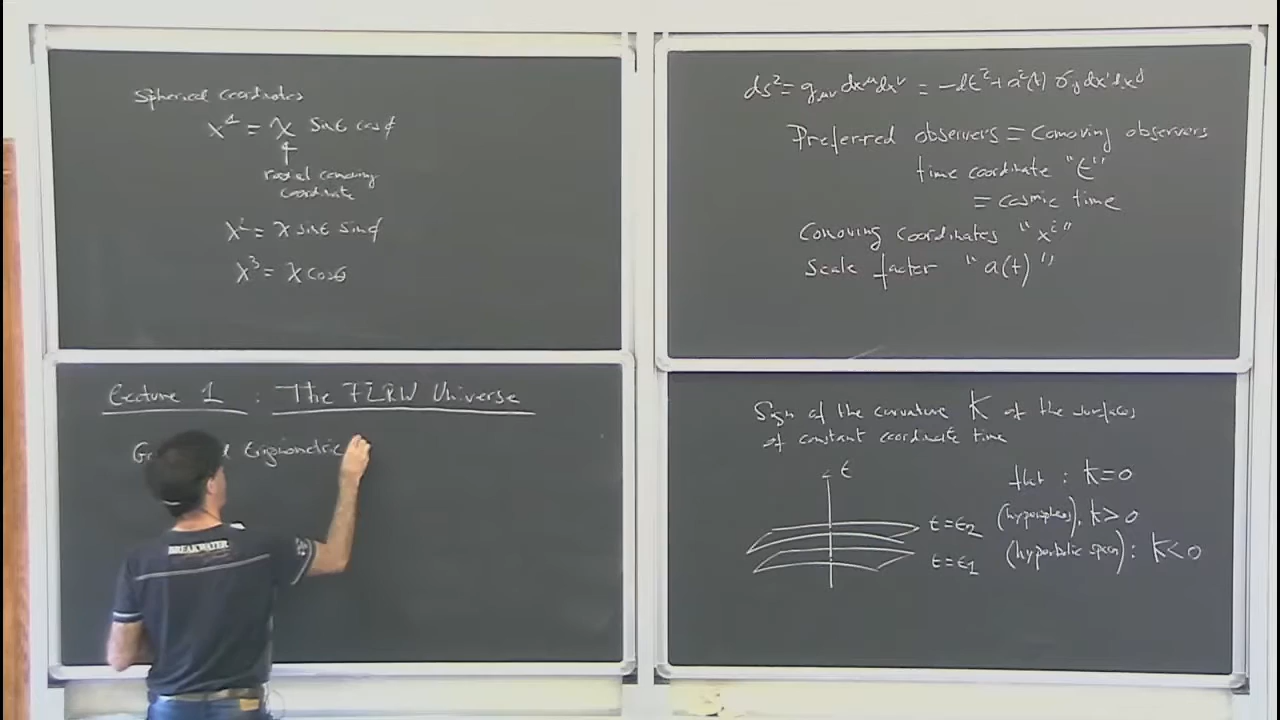 Spherical coordinates
x¹ = χ sinθ cosφ
↑
radial comoving
coordinate
x² = χ sinθ sinφ
x³ = χ cosθ
Lecture 1 : The FLRW Universe
trigonometric
BREAKWATER
ds² = g_μν dx^μ dx^ν = -dt² + a²(t) σ_ij dx^i dx^j
Preferred observers = Comoving observers
time coordinate "t"
= cosmic time
Comoving coordinates "x^i"
Scale factor "a(t)"
Sign of the curvature K of the surfaces
of constant coordinate time
t
t=t2
t=t1
flat : K=0
(hypersphere), K>0
(hyperbolic space) : K<0